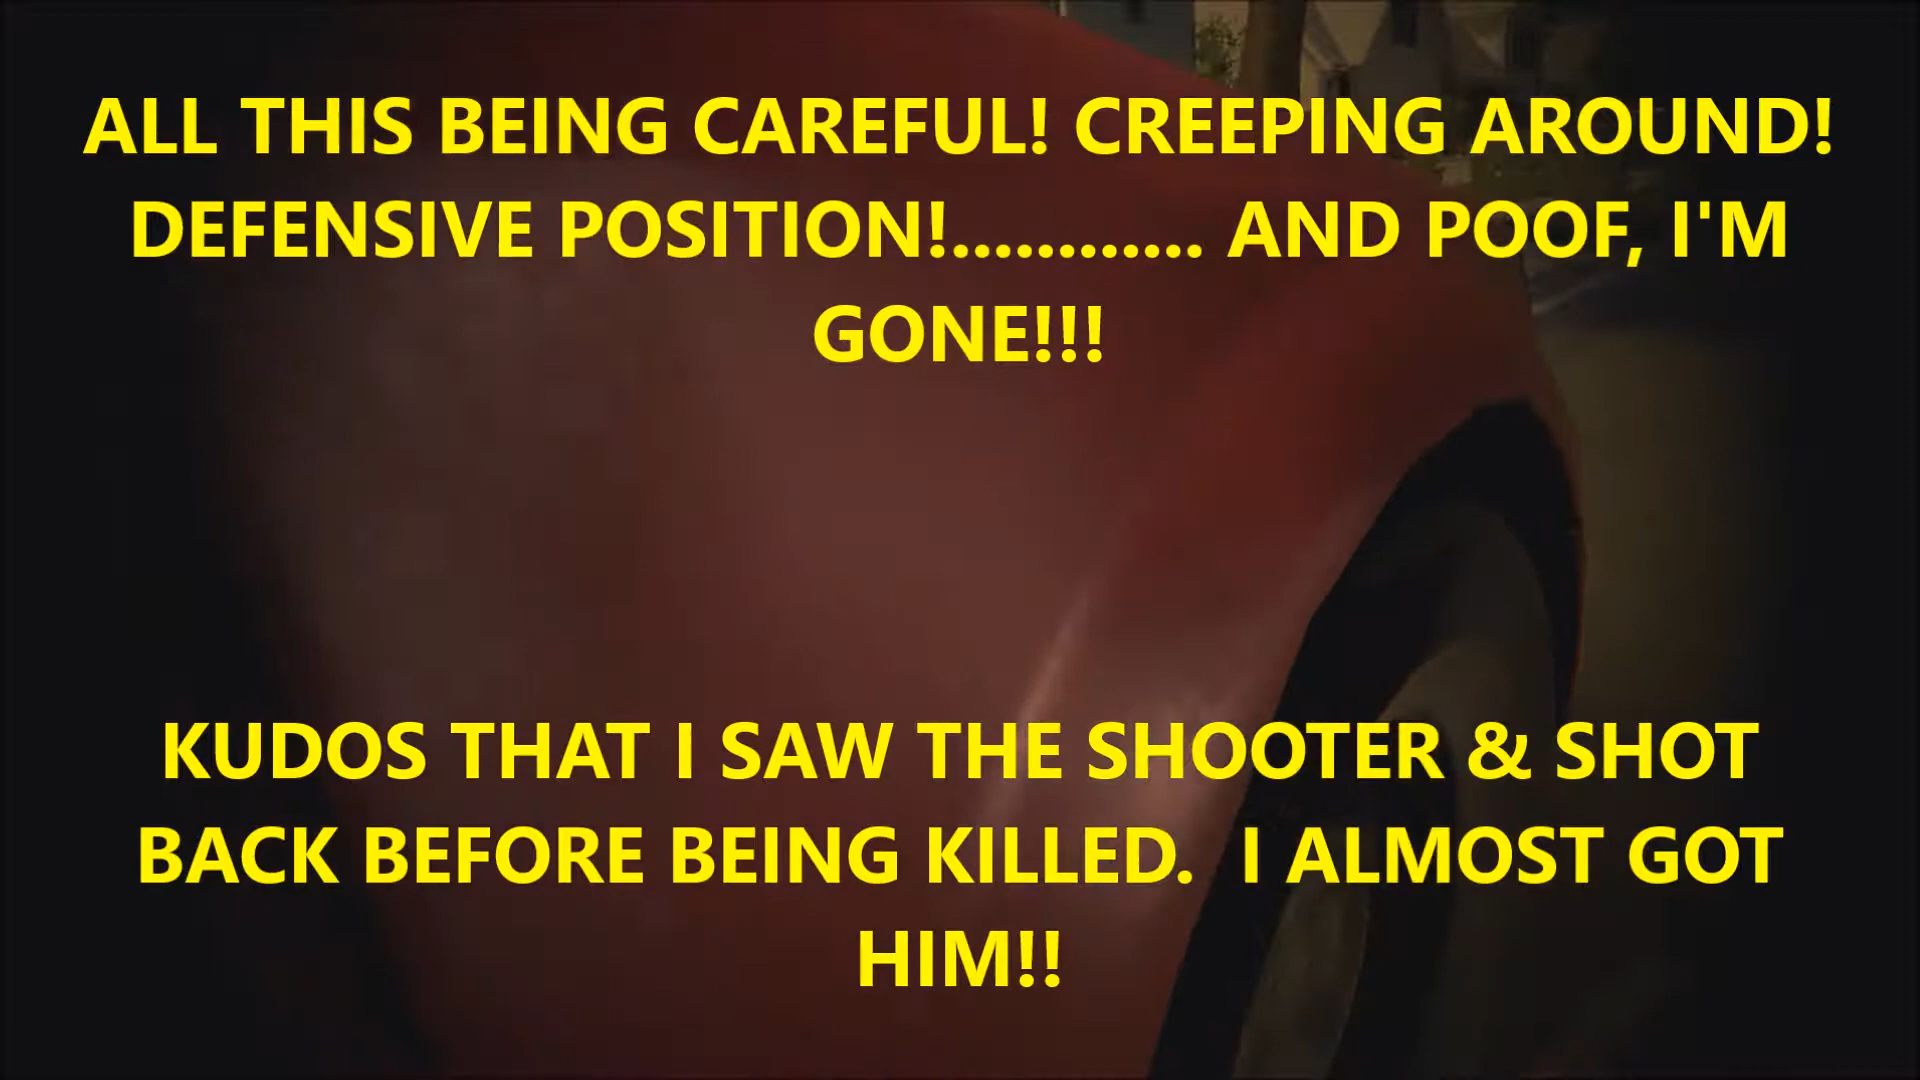 ALL THIS BEING CAREFUL! CREEPING AROUND!
DEFENSIVE POSITION!............ AND POOF, I'M
GONE!!!
KUDOS THAT I SAW THE SHOOTER & SHOT
BACK BEFORE BEING KILLED.  I ALMOST GOT
HIM!!